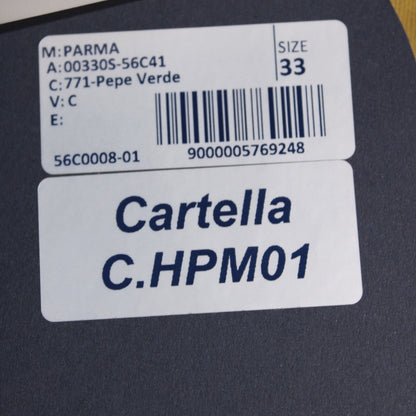 M: PARMA
A: 00330S-56C41
C: 771-Pepe Verde
V: C
E:
SIZE
33
56C0008-01
9000005769248
Cartella
C.HPM01